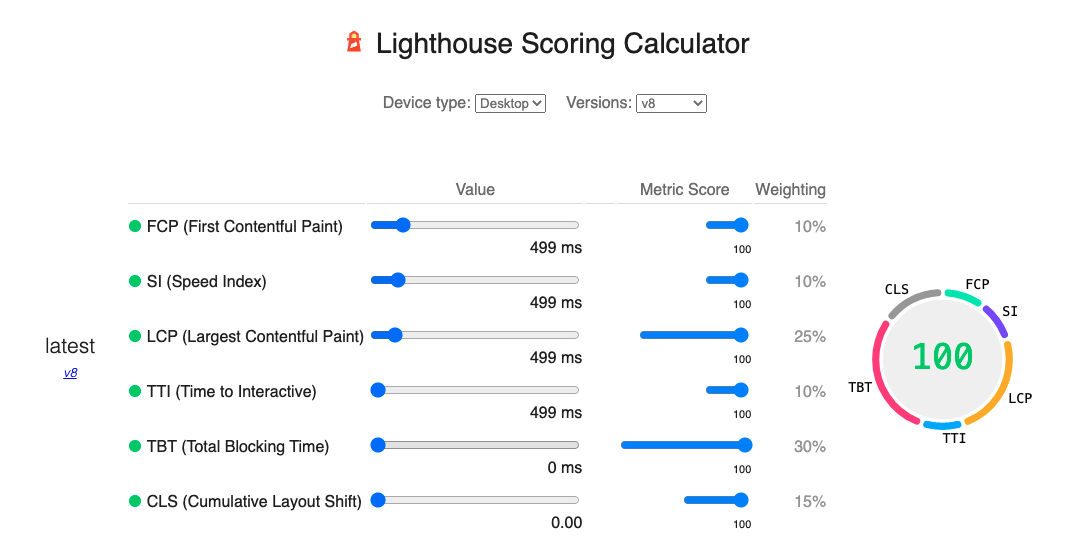 Lighthouse Scoring Calculator
Device type: Desktop Versions: v8
Value Metric Score Weighting
FCP (First Contentful Paint) 10%
499 ms 100
SI (Speed Index) 10%
499 ms 100
LCP (Largest Contentful Paint) 25%
499 ms 100
TTI (Time to Interactive) 10%
499 ms 100
TBT (Total Blocking Time) 30%
0 ms 100
CLS (Cumulative Layout Shift) 15%
0.00 100
latest
v8
CLS FCP
SI
100
TBT LCP
TTI